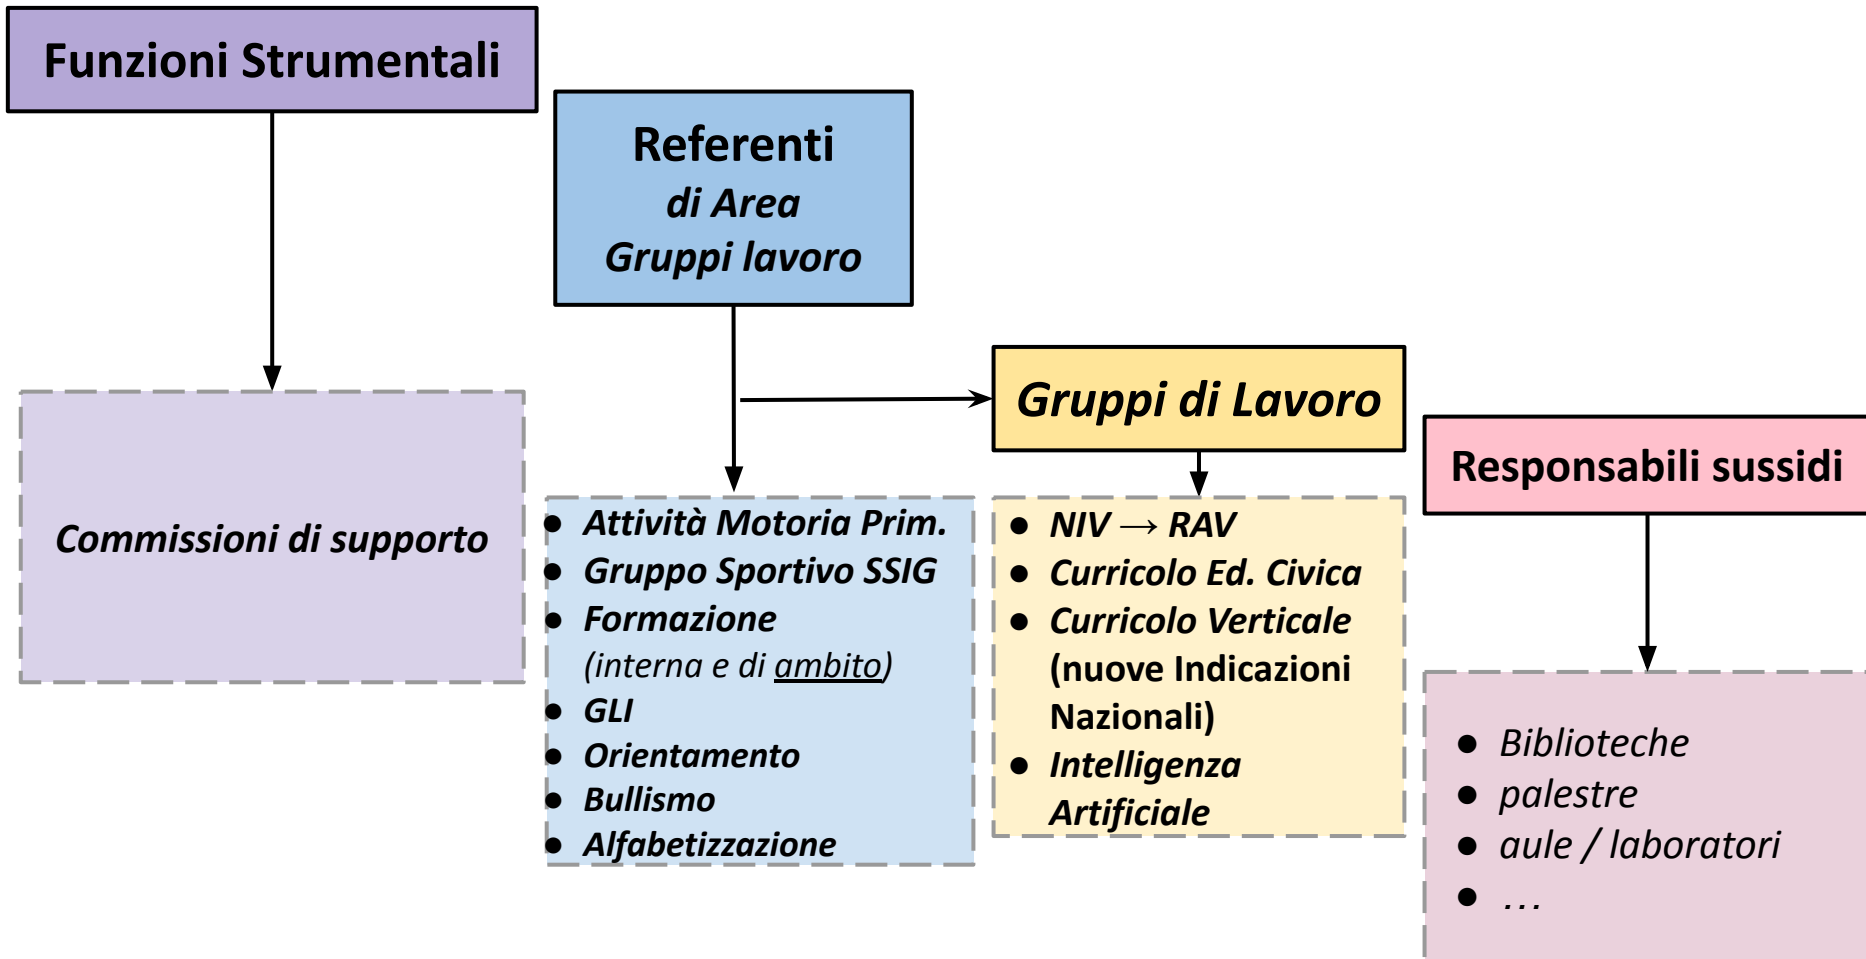 Funzioni Strumentali
Commissioni di supporto
Referenti
di Area
Gruppi lavoro
● Attività Motoria Prim.
● Gruppo Sportivo SSIG
● Formazione
(interna e di ambito)
● GLI
● Orientamento
● Bullismo
● Alfabetizzazione
Gruppi di Lavoro
● NIV → RAV
● Curricolo Ed. Civica
● Curricolo Verticale
(nuove Indicazioni
Nazionali)
● Intelligenza
Artificiale
Responsabili sussidi
● Biblioteche
● palestre
● aule / laboratori
● …